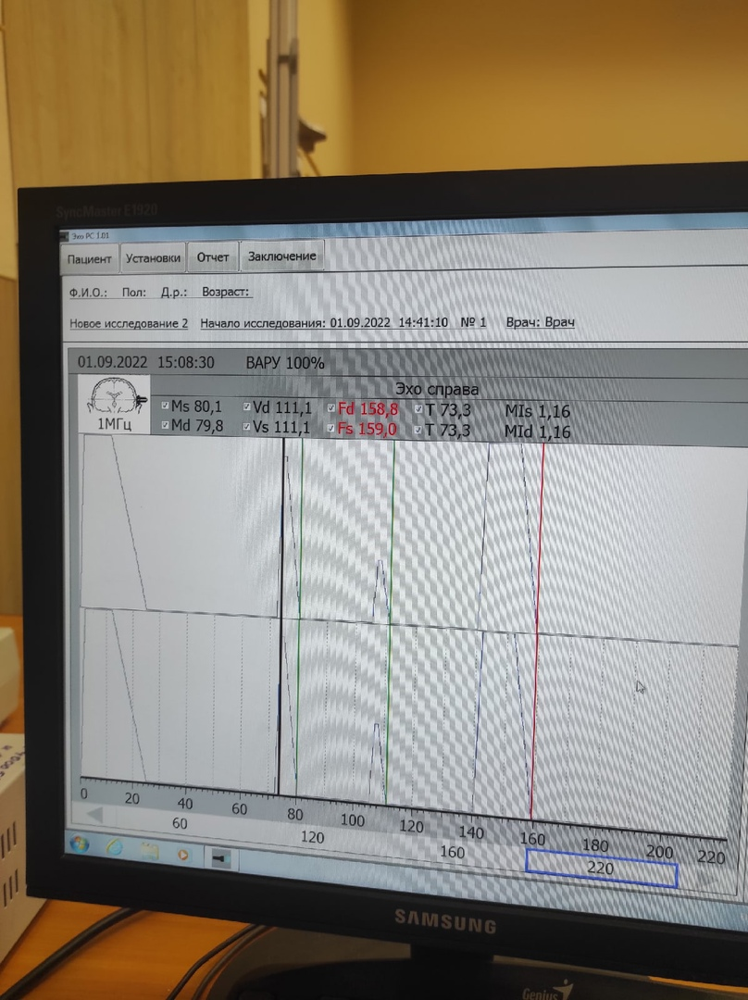 SyncMaster E1920
Эхо РС 1.01
Пациент Установки Отчет Заключение
Ф.И.О.: Пол: Д.р.: Возраст:
Новое исследование 2 Начало исследования: 01.09.2022 14:41:10 № 1 Врач: Врач
01.09.2022 15:08:30 ВАРУ 100%
Эхо справа
Ms 80,1 Vd 111,1 Fd 158,8 T 73,3 MIs 1,16
1МГц Md 79,8 Vs 111,1 Fs 159,0 T 73,3 MId 1,16
0 20 40 60 80 100 120 140 160 180 200 220
60 120 160 220
SAMSUNG
Genius